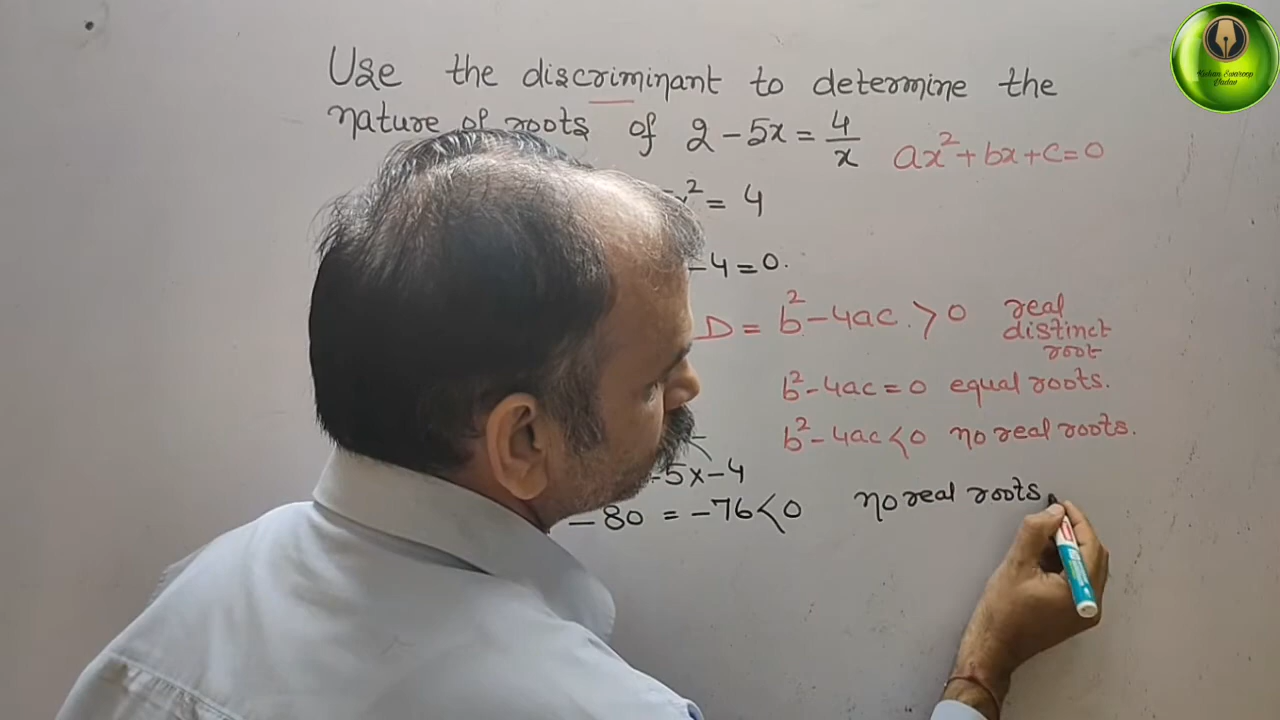 Use the discriminant to determine the
nature of roots of 2 - 5x = 4/x
ax² + bx + c = 0
x² = 4
- 4 = 0.
D = b² - 4ac > 0 real distinct root
b² - 4ac = 0 equal roots.
b² - 4ac < 0 no real roots.
-5x-4
- 80 = -76 < 0 no real roots